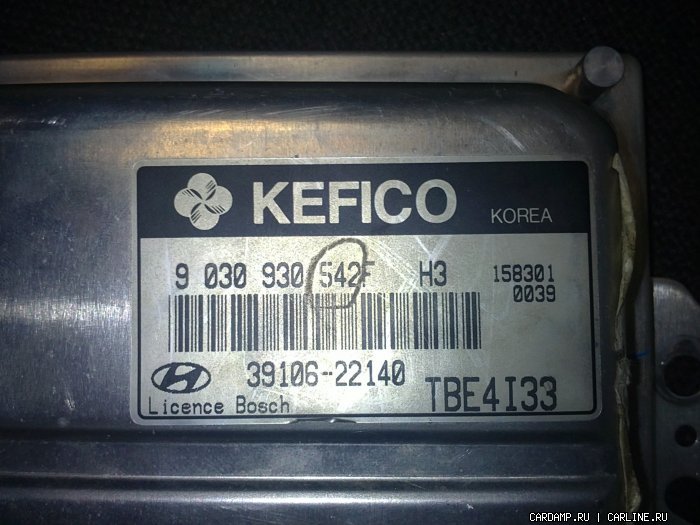 KEFICO KOREA
9 030 930 542F H3 158301
0039
39106-22140
Licence Bosch TBE4I33
CARDAMP.RU | CARLINE.RU